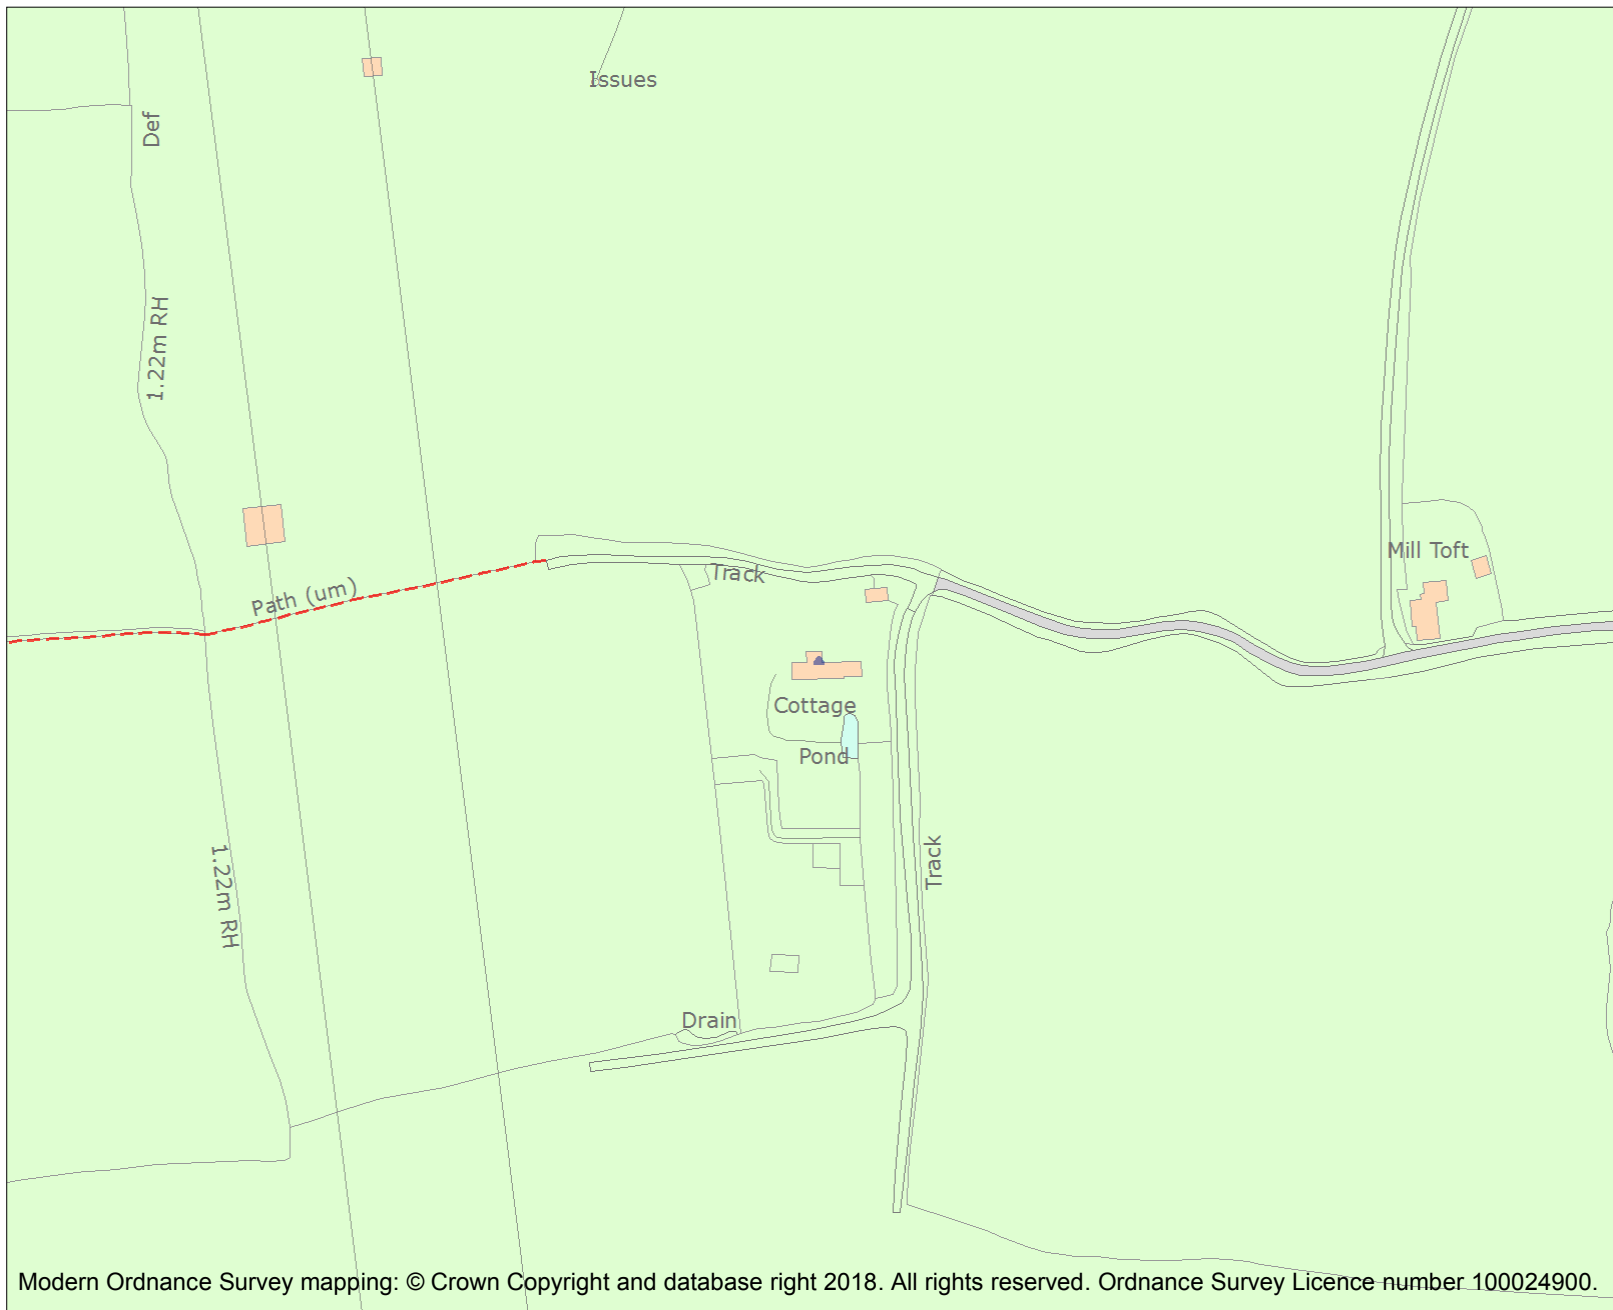 Issues
Def
1.22m RH
Mill Toft
Track
Path (um)
Cottage
Pond
Track
1.22m RH
Drain
Modern Ordnance Survey mapping: © Crown Copyright and database right 2018. All rights reserved. Ordnance Survey Licence number 100024900.